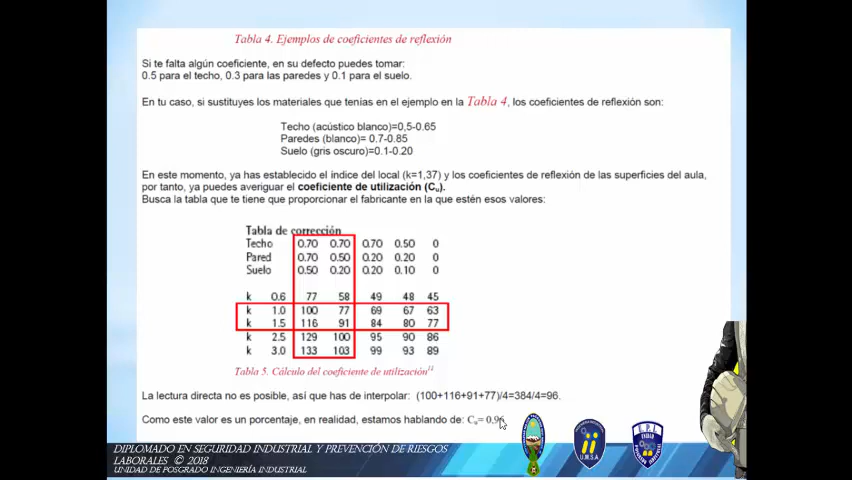 Tabla 4. Ejemplos de coeficientes de reflexión
Si te falta algún coeficiente, en su defecto puedes tomar:
0.5 para el techo, 0.3 para las paredes y 0.1 para el suelo.
En tu caso, si sustituyes los materiales que tenías en el ejemplo en la Tabla 4, los coeficientes de reflexión son:
Techo (acústico blanco)=0,5-0.65
Paredes (blanco)= 0.7-0.85
Suelo (gris oscuro)=0.1-0.20
En este momento, ya has establecido el índice del local (k=1,37) y los coeficientes de reflexión de las superficies del aula,
por tanto, ya puedes averiguar el coeficiente de utilización (Cu).
Busca la tabla que te tiene que proporcionar el fabricante en la que estén esos valores:
Tabla de corrección
Techo 0.70 0.70 0.70 0.50 0
Pared 0.70 0.50 0.20 0.20 0
Suelo 0.50 0.20 0.20 0.10 0
k 0.6 77 58 49 48 45
k 1.0 100 77 69 67 63
k 1.5 116 91 84 80 77
k 2.5 129 100 95 90 86
k 3.0 133 103 99 93 89
Tabla 5. Cálculo del coeficiente de utilización11
La lectura directa no es posible, así que has de interpolar: (100+116+91+77)/4=384/4=96.
Como este valor es un porcentaje, en realidad, estamos hablando de: Cu= 0,96
DIPLOMADO EN SEGURIDAD INDUSTRIAL Y PREVENCIÓN DE RIESGOS
LABORALES © 2018
UNIDAD DE POSGRADO INGENIERÍA INDUSTRIAL
U.M.S.A.